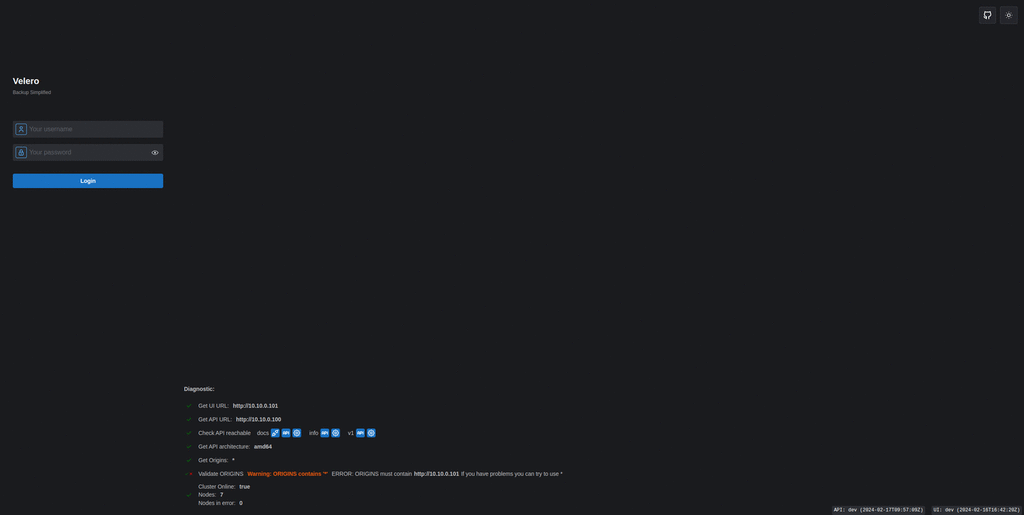 Velero
Backup Simplified
Your username
Your password
Login
Diagnostic:
Get UI URL: http://10.10.0.101
Get API URL: http://10.10.0.100
Check API reachable docs API info API v1 API
Get API architecture: amd64
Get Origins: *
Validate ORIGINS Warning: ORIGINS contains '*' ERROR: ORIGINS must contain http://10.10.0.101 If you have problems you can try to use *
Cluster Online: true
Nodes: 7
Nodes in error: 0
API: dev (2024-02-17T09:57:09Z) UI: dev (2024-02-18T16:42:20Z)